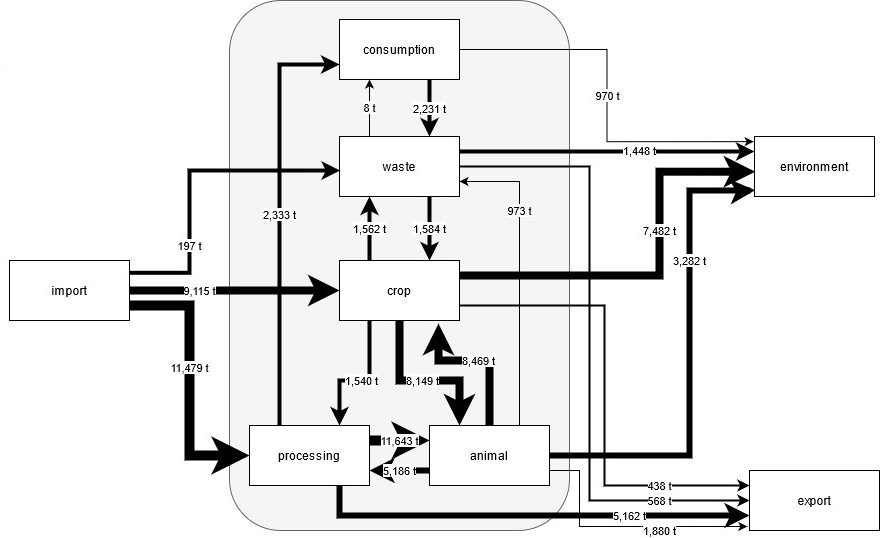 consumption
970 t
8 t
2,231 t
waste
1,448 t
environment
973 t
2,333 t
1,562 t
1,584 t
197 t
7,482 t
3,282 t
import
9,115 t
crop
11,479 t
1,540 t
8,149 t
8,469 t
processing
11,643 t
5,186 t
animal
438 t
568 t
export
5,162 t
1,880 t